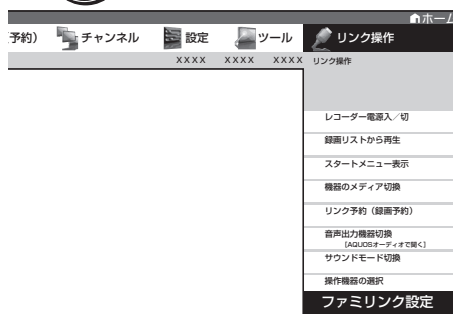 ホーム
予約)
チャンネル
設定
ツール
リンク操作
XXXX XXXX XXXX
リンク操作
レコーダー電源入/切
録画リストから再生
スタートメニュー表示
機器のメディア切換
リンク予約(録画予約)
音声出力機器切換
[AQUOSオーディオで聞く]
サウンドモード切換
操作機器の選択
ファミリンク設定